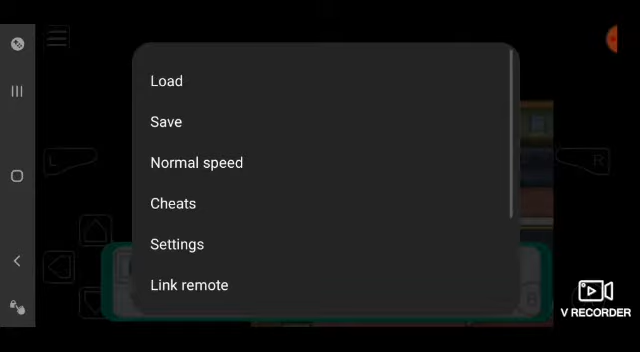 Load
Save
Normal speed
Cheats
Settings
Link remote
L
R
B
V RECORDER